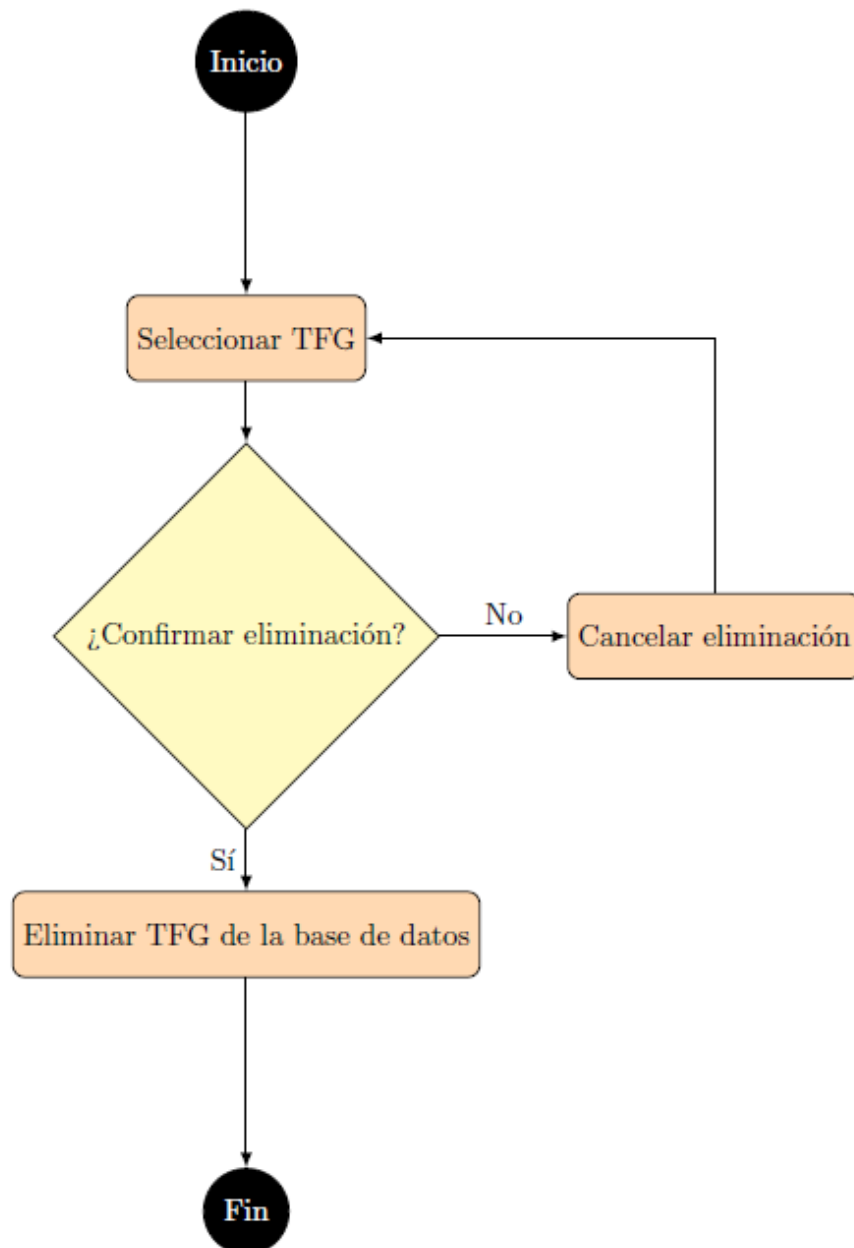 Inicio
Seleccionar TFG
¿Confirmar eliminación?
No
Cancelar eliminación
Sí
Eliminar TFG de la base de datos
Fin